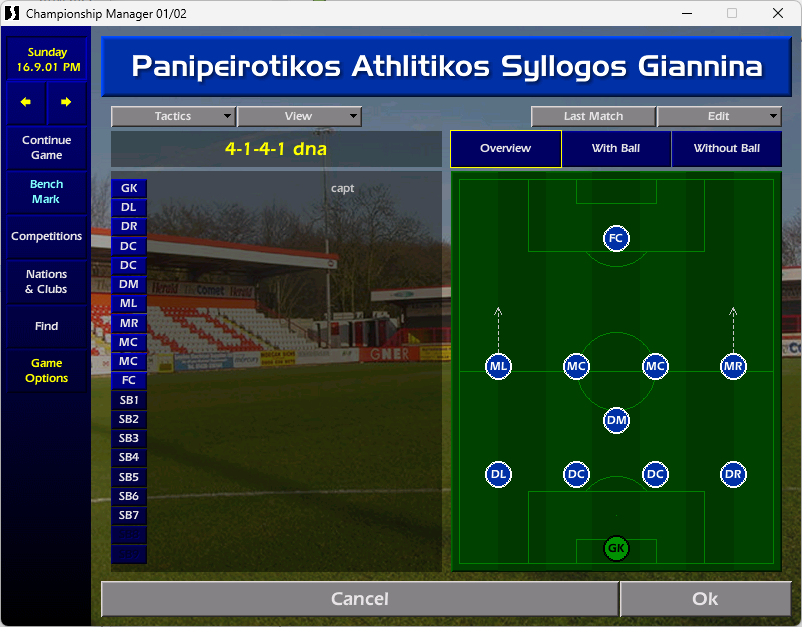 Championship Manager 01/02
Sunday
16.9.01 PM
Continue
Game
Bench
Mark
Competitions
Nations
& Clubs
Find
Game
Options
Panipeirotikos Athlitikos Syllogos Giannina
Tactics
View
Last Match
Edit
4-1-4-1 dna
Overview
With Ball
Without Ball
GK capt
DL
DR
DC
DC
DM
ML
MR
MC
MC
FC
SB1
SB2
SB3
SB4
SB5
SB6
SB7
FC
ML MC MC MR
DM
DL DC DC DR
GK
The Comet
GNER
Cancel
Ok